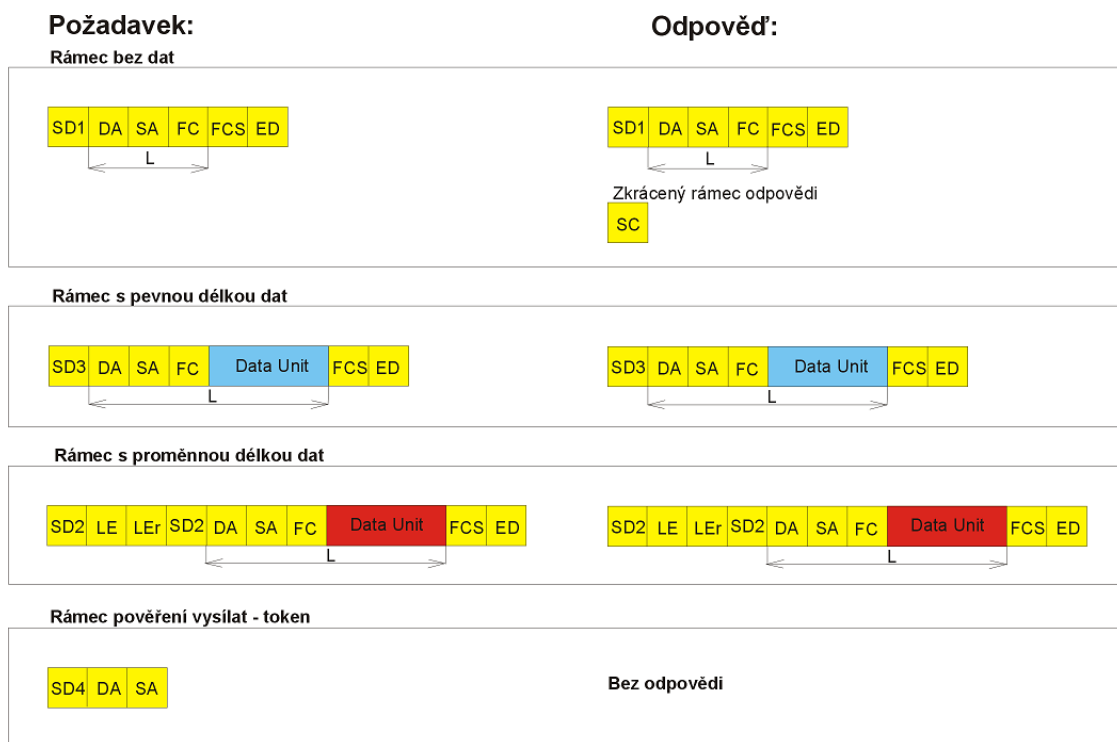 Požadavek: Odpověď:
Rámec bez dat
SD1 DA SA FC FCS ED SD1 DA SA FC FCS ED
L L
Zkrácený rámec odpovědi
SC
Rámec s pevnou délkou dat
SD3 DA SA FC Data Unit FCS ED SD3 DA SA FC Data Unit FCS ED
L L
Rámec s proměnnou délkou dat
SD2 LE LEr SD2 DA SA FC Data Unit FCS ED SD2 LE LEr SD2 DA SA FC Data Unit FCS ED
L L
Rámec pověření vysílat - token
SD4 DA SA Bez odpovědi